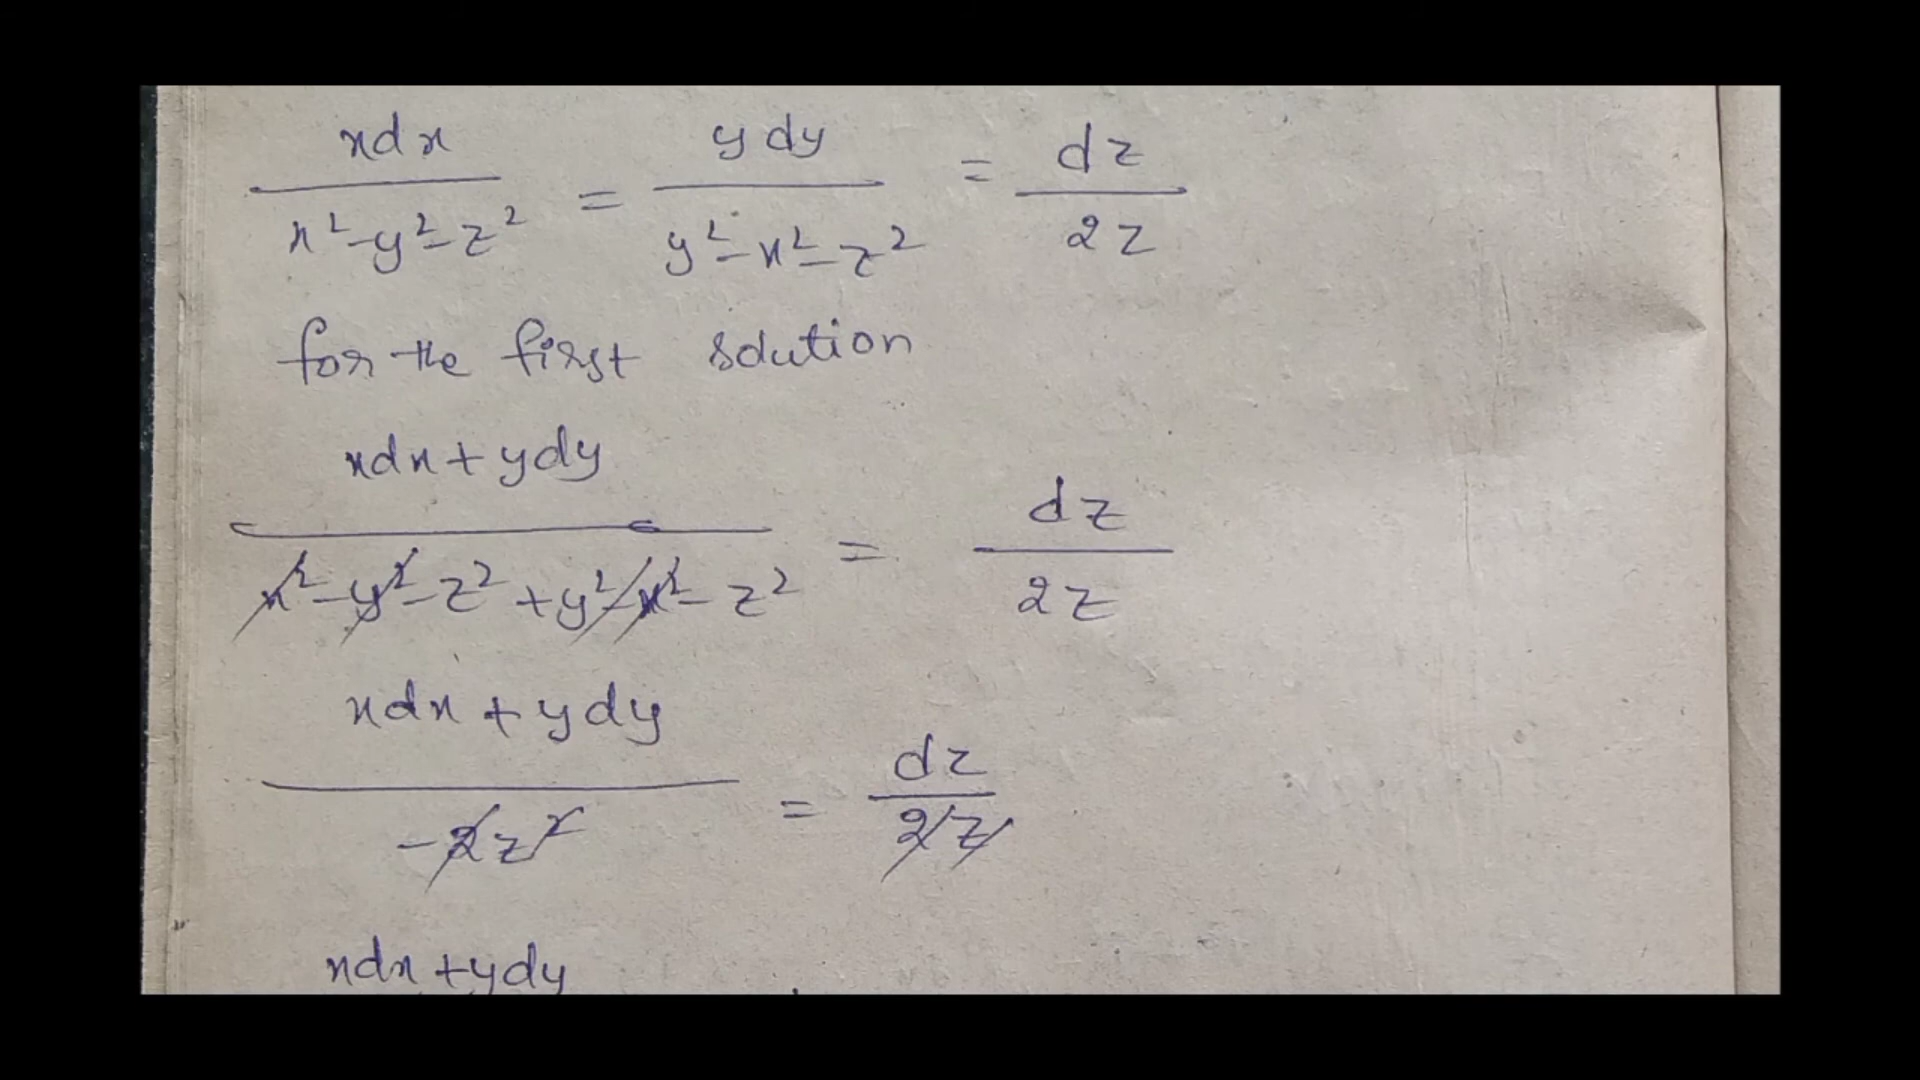 xdx / x²-y²-z² = ydy / y²-x²-z² = dz / 2z
for the first solution
xdx+ydy / x²-y²-z²+y²-x²-z² = dz / 2z
xdx+ydy / -2z² = dz / 2z
xdx+ydy